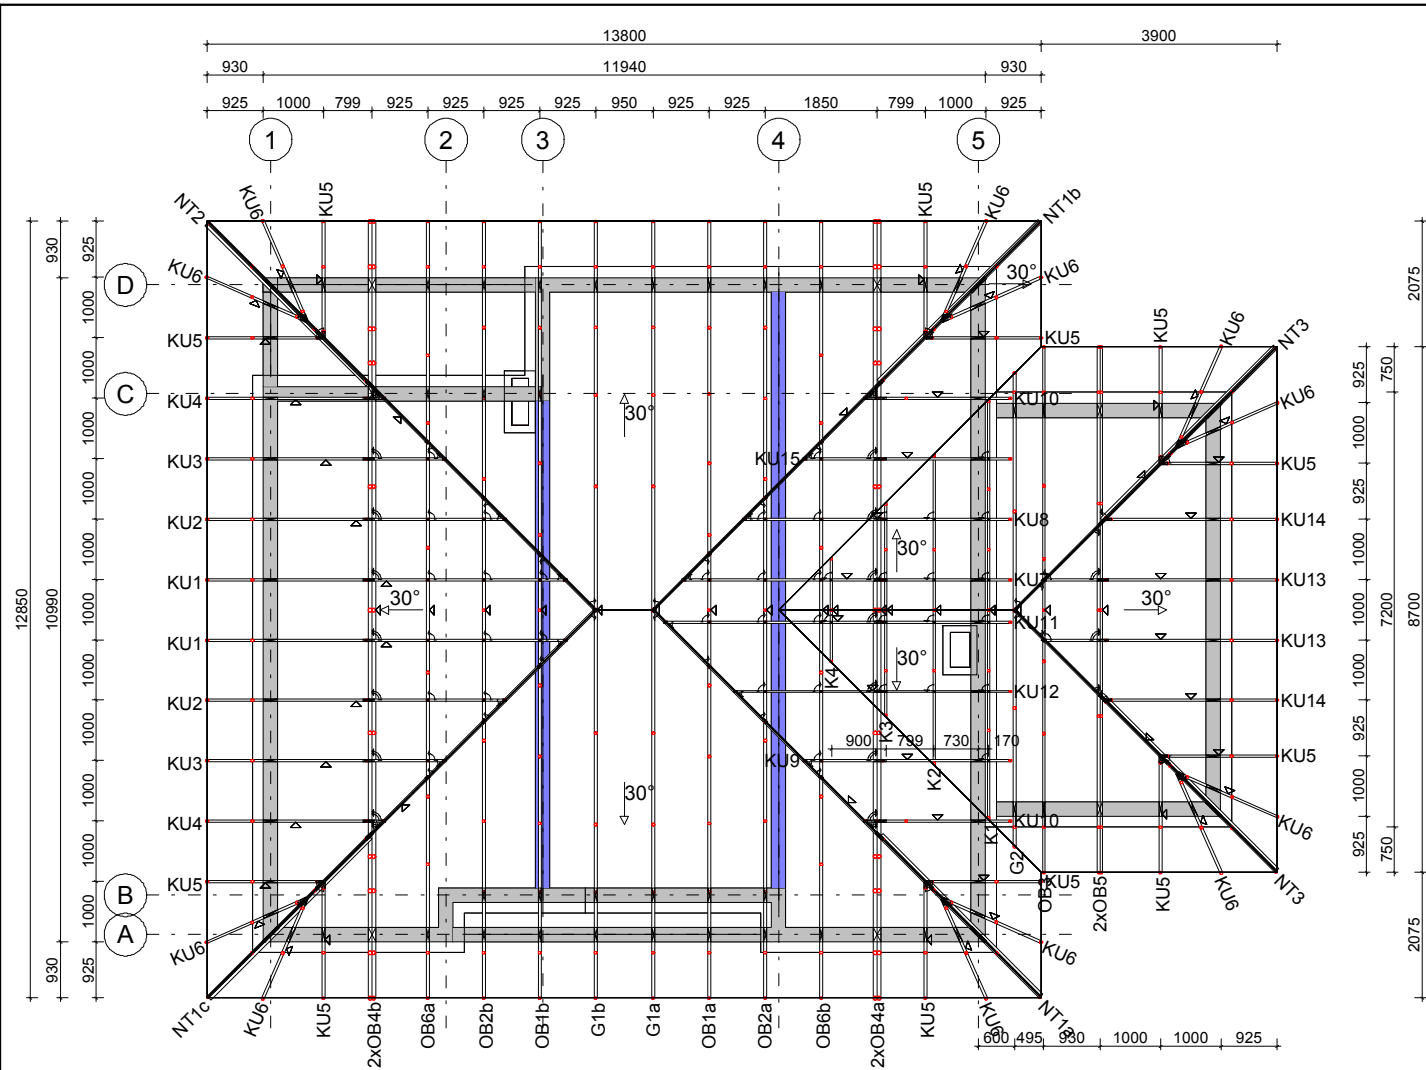 13800 3900
930 11940 930
925 1000 799 925 925 925 925 950 925 925 1850 799 1000 925
1 2 3 4 5
NT2 KU6 KU5 KU5 KU6 NT1b
930 925 2075
KU6 30° KU6
D
1000
KU5 KU5 KU5 KU6 NT3
1000 925 750
C
KU4 30° KU10 KU6
1000 1000
KU3 KU15 KU5
1000 925
KU2 KU8 KU14
30°
1000 1000
KU1 KU13
12850 10990 1000 30° 30° 1000 7200 8700
KU11
KU1 KU13
30°
1000 1000
K4 KU12
KU2 KU14
K3
1000 925
900 799 730 170
KU3 KU9 K2 KU5
1000 30° 1000
KU4 KU10 KU6
K1
1000 925 750
G2
KU5 KU5 2xOB5 KU5 KU6 NT3
B
1000
A
KU6 KU6
930 925 2075
NT1c KU6 KU5 2xOB4b OB6a OB2b OB1b G1b G1a OB1a OB2a OB6b 2xOB4a KU5 KU6 NT1a
600 495 930 1000 1000 925